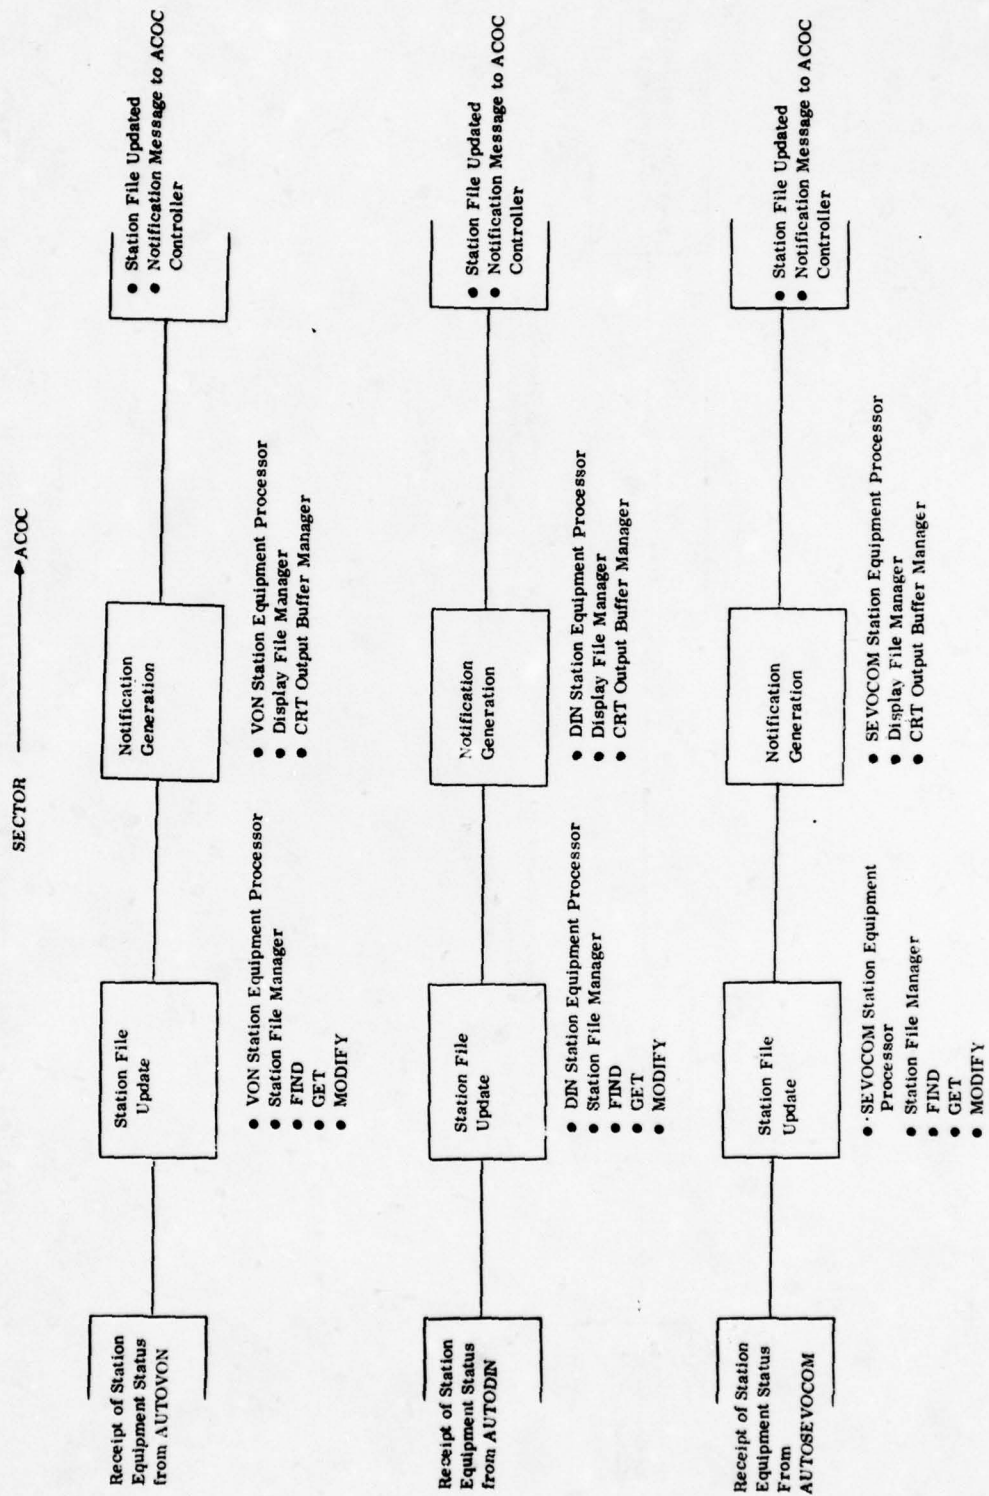 SECTOR ACOC
Receipt of Station
Equipment Status
from AUTOVON
Station File
Update
● VON Station Equipment Processor
● Station File Manager
● FIND
● GET
● MODIFY
Notification
Generation
● VON Station Equipment Processor
● Display File Manager
● CRT Output Buffer Manager
● Station File Updated
● Notification Message to ACOC
Controller
Receipt of Station
Equipment Status
from AUTODIN
Station File
Update
● DIN Station Equipment Processor
● Station File Manager
● FIND
● GET
● MODIFY
Notification
Generation
● DIN Station Equipment Processor
● Display File Manager
● CRT Output Buffer Manager
● Station File Updated
● Notification Message to ACOC
Controller
Receipt of Station
Equipment Status
From
AUTOSEVOCOM
Station File
Update
● SEVOCOM Station Equipment
Processor
● Station File Manager
● FIND
● GET
● MODIFY
Notification
Generation
● SEVOCOM Station Equipment Processor
● Display File Manager
● CRT Output Buffer Manager
● Station File Updated
● Notification Message to ACOC
Controller